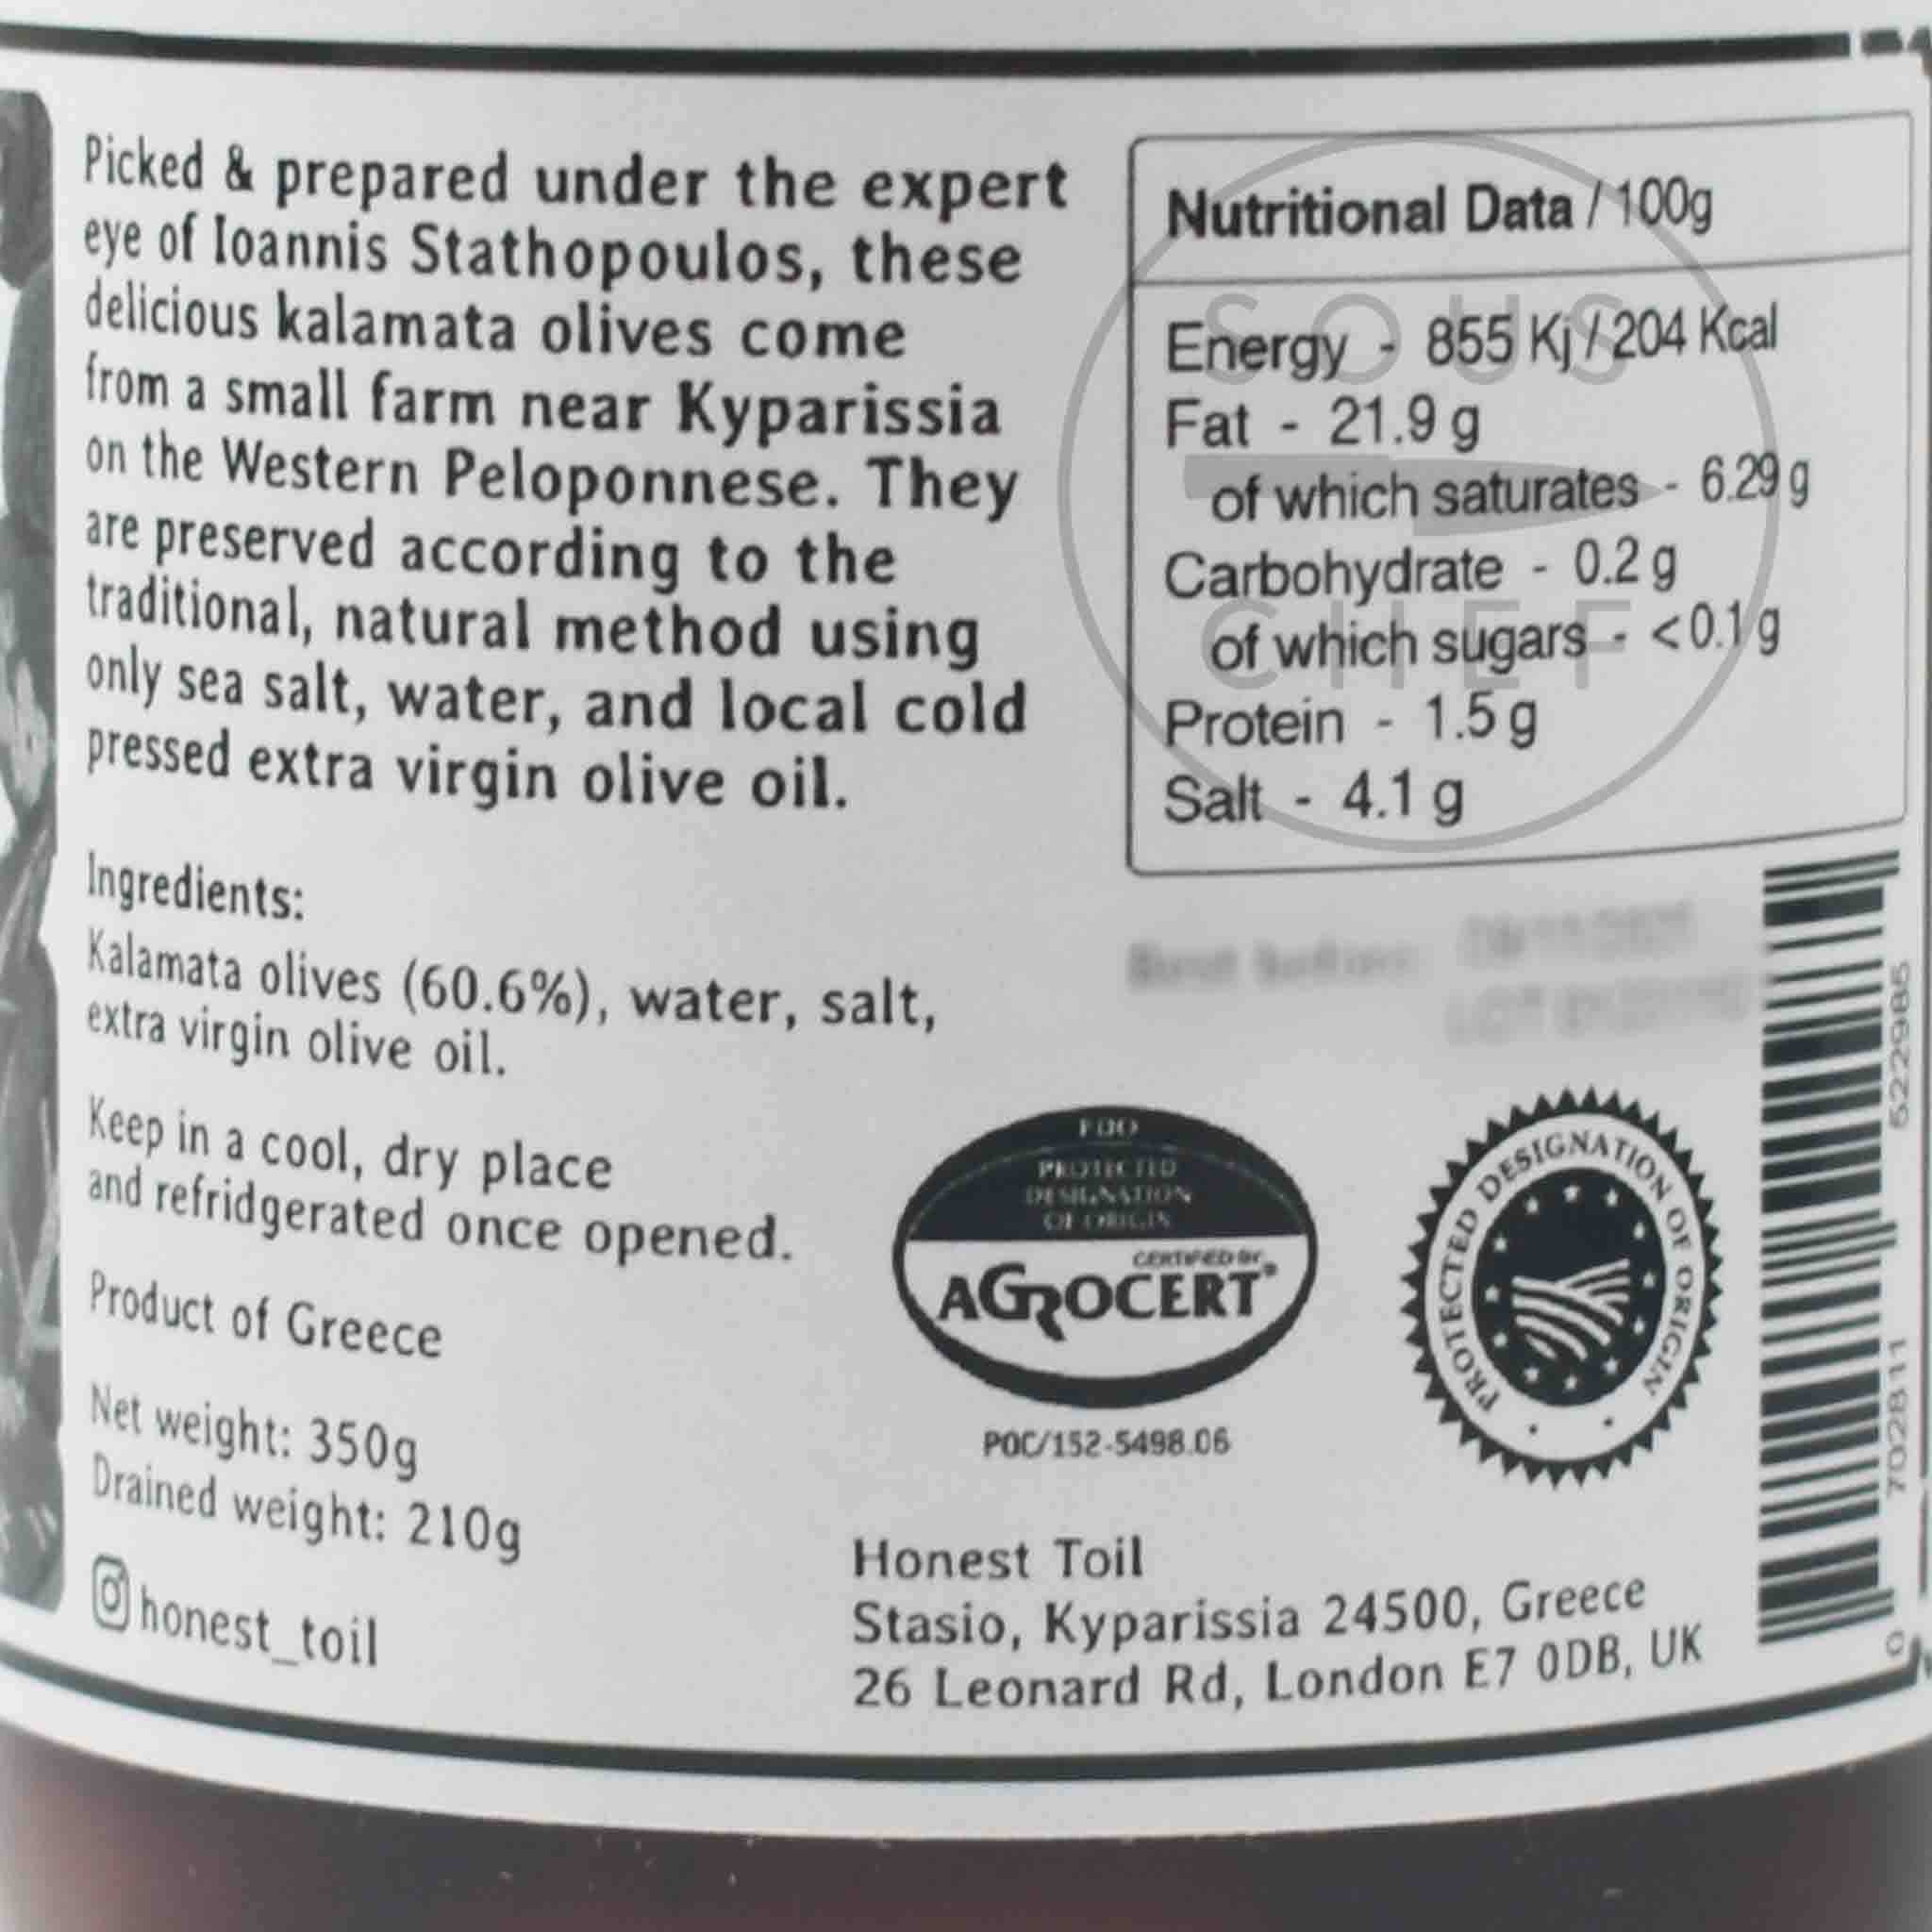 Picked & prepared under the expert
eye of Ioannis Stathopoulos, these
delicious kalamata olives come
from a small farm near Kyparissia
on the Western Peloponnese. They
are preserved according to the
traditional, natural method using
only sea salt, water, and local cold
pressed extra virgin olive oil.
Ingredients:
Kalamata olives (60.6%), water, salt,
extra virgin olive oil.
Keep in a cool, dry place
and refridgerated once opened.
Product of Greece
Net weight: 350g
Drained weight: 210g
honest_toil
Nutritional Data / 100g
Energy - 855 Kj / 204 Kcal
Fat - 21.9 g
of which saturates - 6.29 g
Carbohydrate - 0.2 g
of which sugars - <0.1 g
Protein - 1.5 g
Salt - 4.1 g
SOUS
CHEF
Best before:
PDO
PROTECTED
DESIGNATION
OF ORIGIN
CERTIFIED BY
AGROCERT®
POC/152-5498.06
PROTECTED DESIGNATION OF ORIGIN
Honest Toil
Stasio, Kyparissia 24500, Greece
26 Leonard Rd, London E7 0DB, UK
0 702811 522985